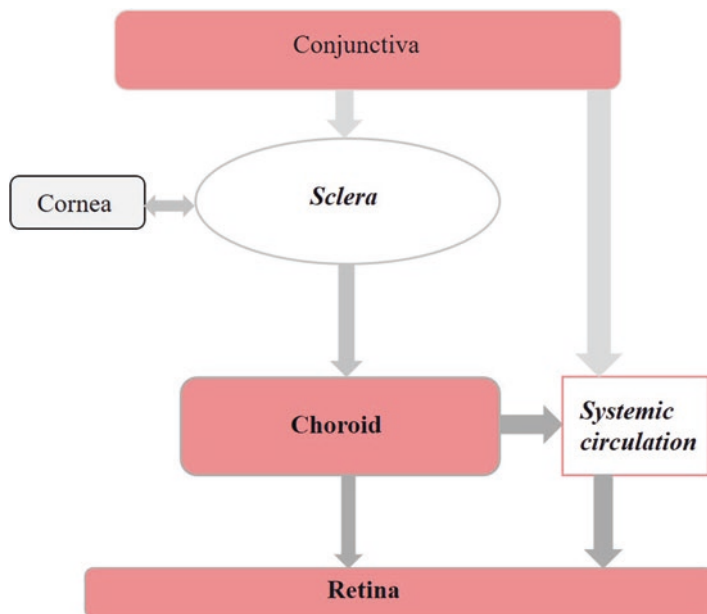 Conjunctiva
Sclera
Cornea
Choroid
Systemic
circulation
Retina